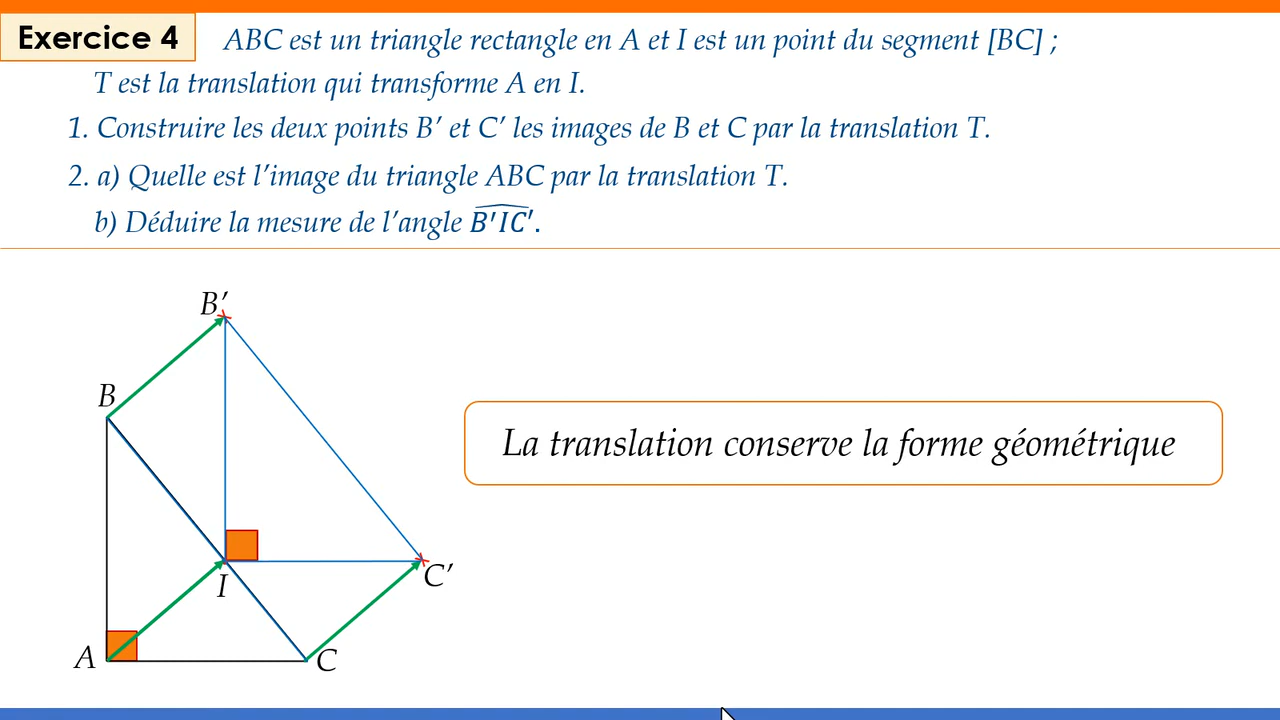 Exercice 4
ABC est un triangle rectangle en A et I est un point du segment [BC] ;
T est la translation qui transforme A en I.
1. Construire les deux points B’ et C’ les images de B et C par la translation T.
2. a) Quelle est l’image du triangle ABC par la translation T.
b) Déduire la mesure de l’angle B′IC′.
B’
B
La translation conserve la forme géométrique
I
C’
A
C